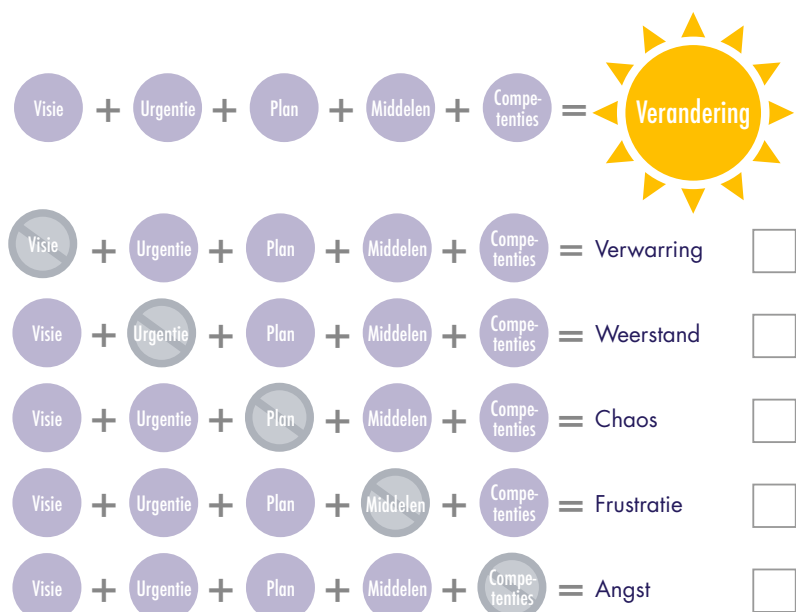 Visie + Urgentie + Plan + Middelen + Compe-
tenties = Verandering
Visie + Urgentie + Plan + Middelen + Compe-
tenties = Verwarring
Visie + Urgentie + Plan + Middelen + Compe-
tenties = Weerstand
Visie + Urgentie + Plan + Middelen + Compe-
tenties = Chaos
Visie + Urgentie + Plan + Middelen + Compe-
tenties = Frustratie
Visie + Urgentie + Plan + Middelen + Compe-
tenties = Angst